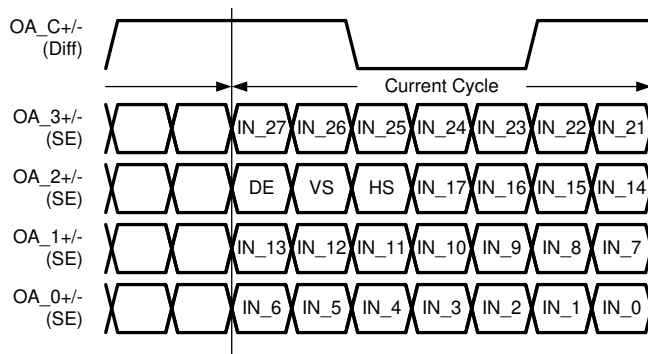 OA_C+/-
(Diff)
Current Cycle
OA_3+/-
(SE)
IN_27 IN_26 IN_25 IN_24 IN_23 IN_22 IN_21
OA_2+/-
(SE)
DE VS HS IN_17 IN_16 IN_15 IN_14
OA_1+/-
(SE)
IN_13 IN_12 IN_11 IN_10 IN_9 IN_8 IN_7
OA_0+/-
(SE)
IN_6 IN_5 IN_4 IN_3 IN_2 IN_1 IN_0